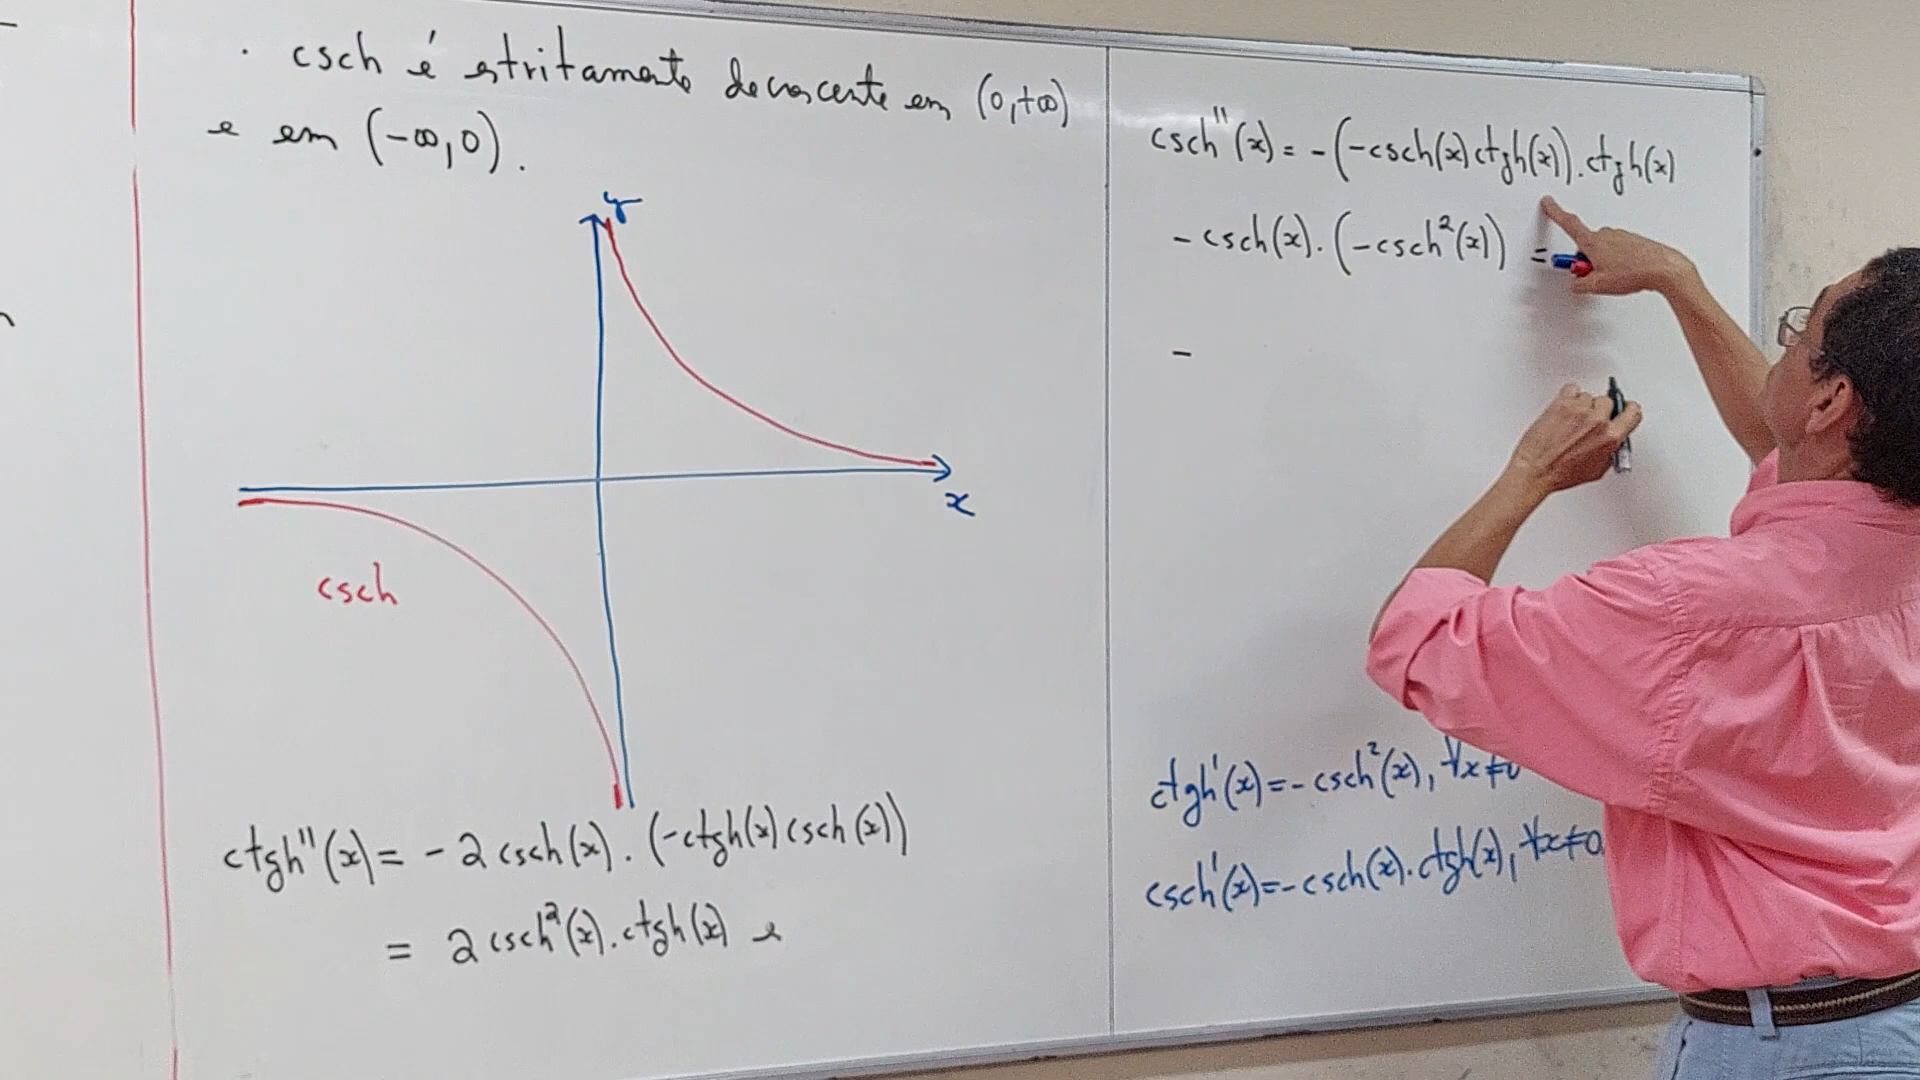 · csch é estritamente decrescente em (0,+∞)
e em (-∞,0).
y
x
csch
ctgh''(x) = - 2 csch(x) . (-ctgh(x) csch(x))
= 2 csch²(x) . ctgh(x) e
csch''(x) = - (-csch(x) ctgh(x)) . ctgh(x)
- csch(x) . (-csch²(x)) =
-
ctgh'(x) = - csch²(x), ∀x≠0
csch'(x) = - csch(x) . ctgh(x), ∀x≠0